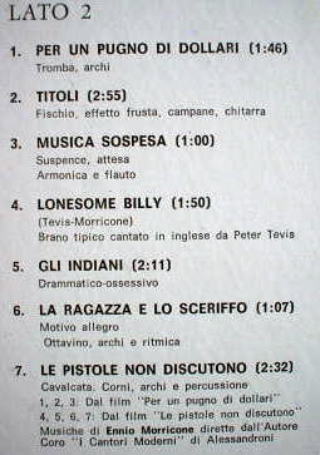 LATO 2
1. PER UN PUGNO DI DOLLARI (1:46)
Tromba, archi
2. TITOLI (2:55)
Fischio, effetto frusta, campane, chitarra
3. MUSICA SOSPESA (1:00)
Suspence, attesa
Armonica e flauto
4. LONESOME BILLY (1:50)
(Tevis-Morricone)
Brano tipico cantato in inglese da Peter Tevis
5. GLI INDIANI (2:11)
Drammatico-ossessivo
6. LA RAGAZZA E LO SCERIFFO (1:07)
Motivo allegro
Ottavino, archi e ritmica
7. LE PISTOLE NON DISCUTONO (2:32)
Cavalcata. Corni, archi e percussione
1, 2, 3: Dal film "Per un pugno di dollari"
4, 5, 6, 7: Dal film "Le pistole non discutono"
Musiche di Ennio Morricone dirette dall'Autore
Coro "I Cantori Moderni" di Alessandroni